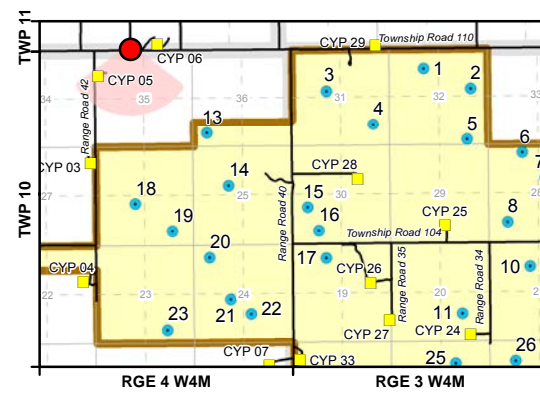 TWP 11
CYP 29
Township Road 110
CYP 06
CYP 05
1
2
3
34
35
36
31
32
33
Range Road 42
4
5
13
6
7
CYP 03
CYP 28
14
15
18
27
25
30
29
28
TWP 10
Range Road 40
16
CYP 25
8
19
Township Road 104
20
17
CYP 26
Range Road 35
Range Road 34
10
CYP 04
22
23
24
19
20
21
22
11
23
CYP 27
CYP 24
CYP 07
CYP 33
25
26
RGE 4 W4M
RGE 3 W4M